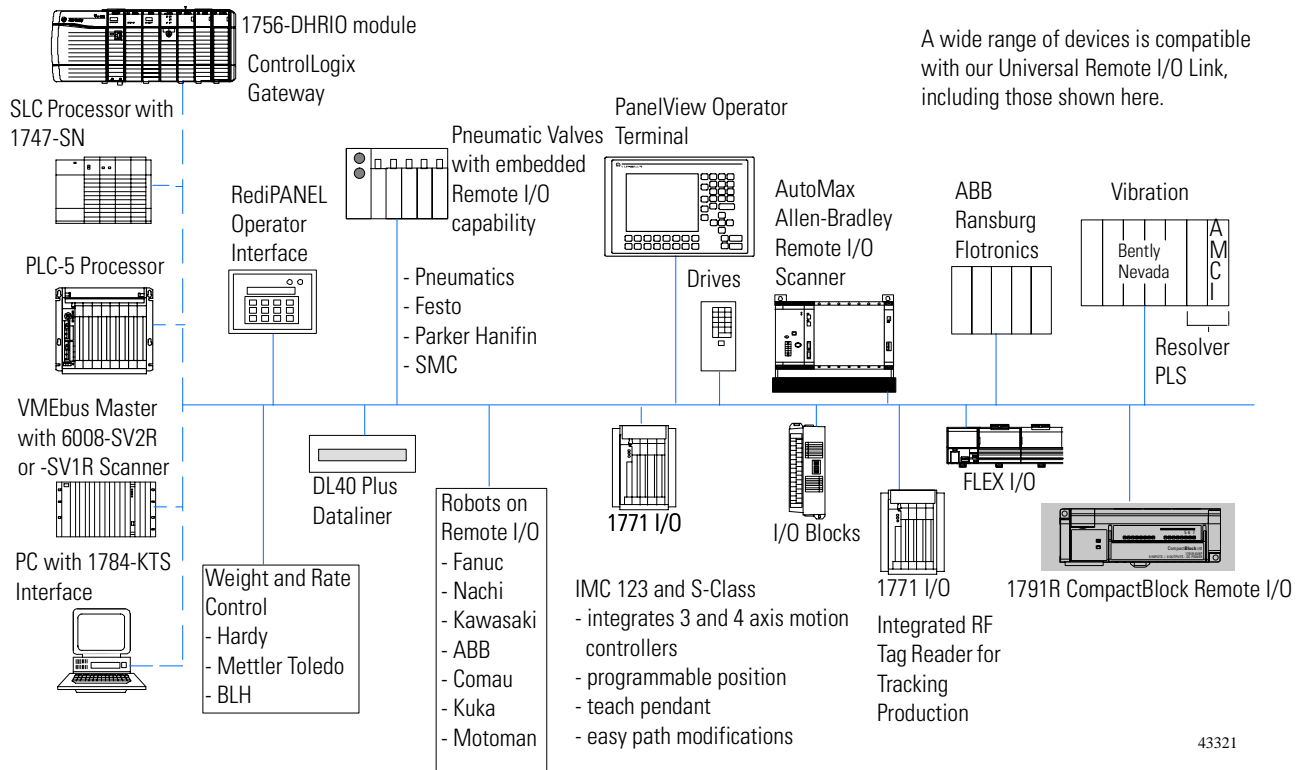 1756-DHRIO module
ControlLogix
Gateway
A wide range of devices is compatible
with our Universal Remote I/O Link,
including those shown here.
SLC Processor with
1747-SN
RediPANEL
Operator
Interface
Pneumatic Valves
with embedded
Remote I/O
capability
- Pneumatics
- Festo
- Parker Hanifin
- SMC
PanelView Operator
Terminal
Drives
AutoMax
Allen-Bradley
Remote I/O
Scanner
ABB
Ransburg
Flotronics
Vibration
Bently
Nevada
A
M
C
I
Resolver
PLS
PLC-5 Processor
VMEbus Master
with 6008-SV2R
or -SV1R Scanner
PC with 1784-KTS
Interface
Weight and Rate
Control
- Hardy
- Mettler Toledo
- BLH
DL40 Plus
Dataliner
Robots on
Remote I/O
- Fanuc
- Nachi
- Kawasaki
- ABB
- Comau
- Kuka
- Motoman
1771 I/O
IMC 123 and S-Class
- integrates 3 and 4 axis motion
controllers
- programmable position
- teach pendant
- easy path modifications
I/O Blocks
1771 I/O
Integrated RF
Tag Reader for
Tracking
Production
FLEX I/O
CompactBlock
1791R CompactBlock Remote I/O
43321